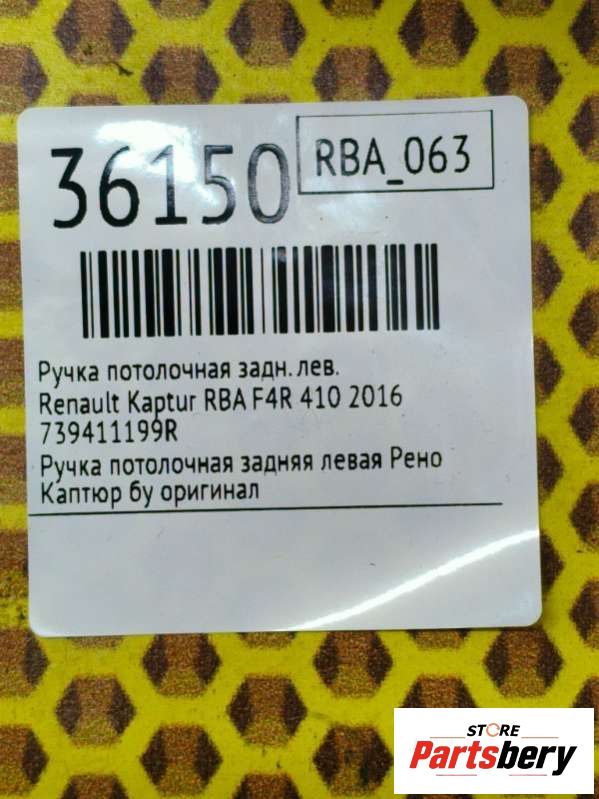 36150
RBA_063
Ручка потолочная задн. лев.
Renault Kaptur RBA F4R 410 2016
739411199R
Ручка потолочная задняя левая Рено
Каптюр бу оригинал
STORE
Partsbery